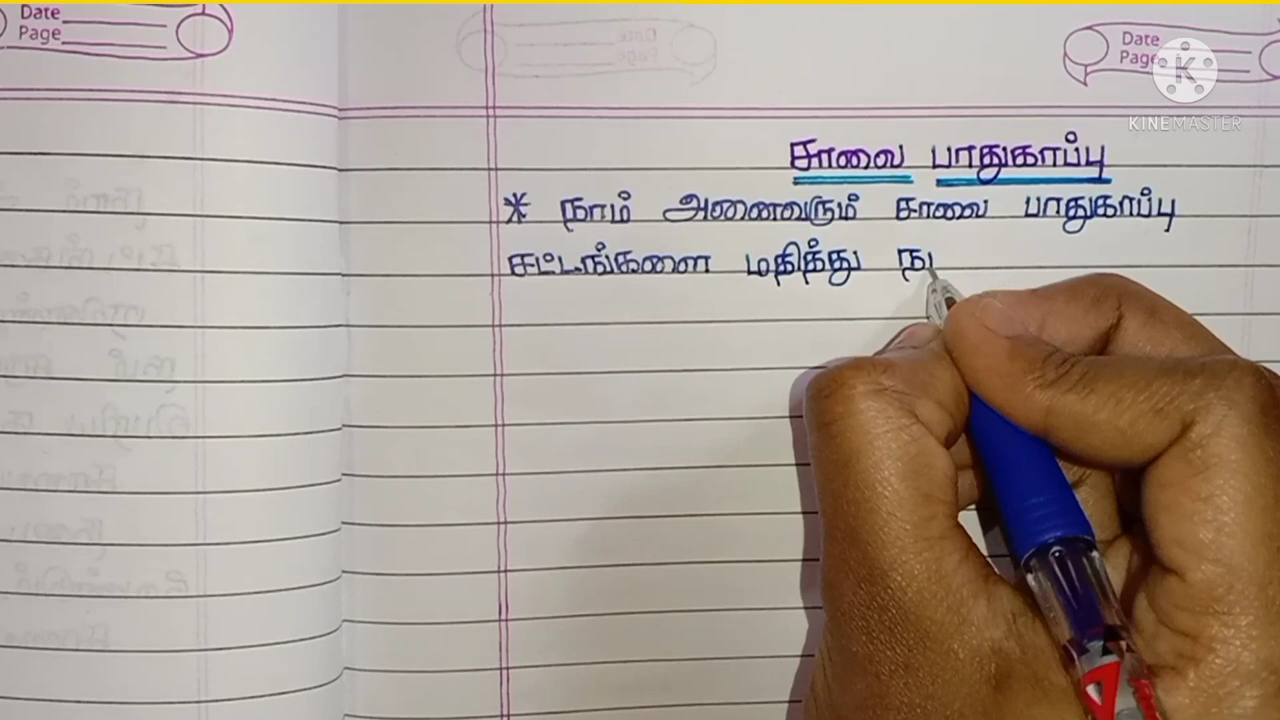 Date
Page
Date
Page
KINEMASTER
சாலை பாதுகாப்பு
* நாம் அனைவரும் சாலை பாதுகாப்பு
சட்டங்களை மதித்து ந